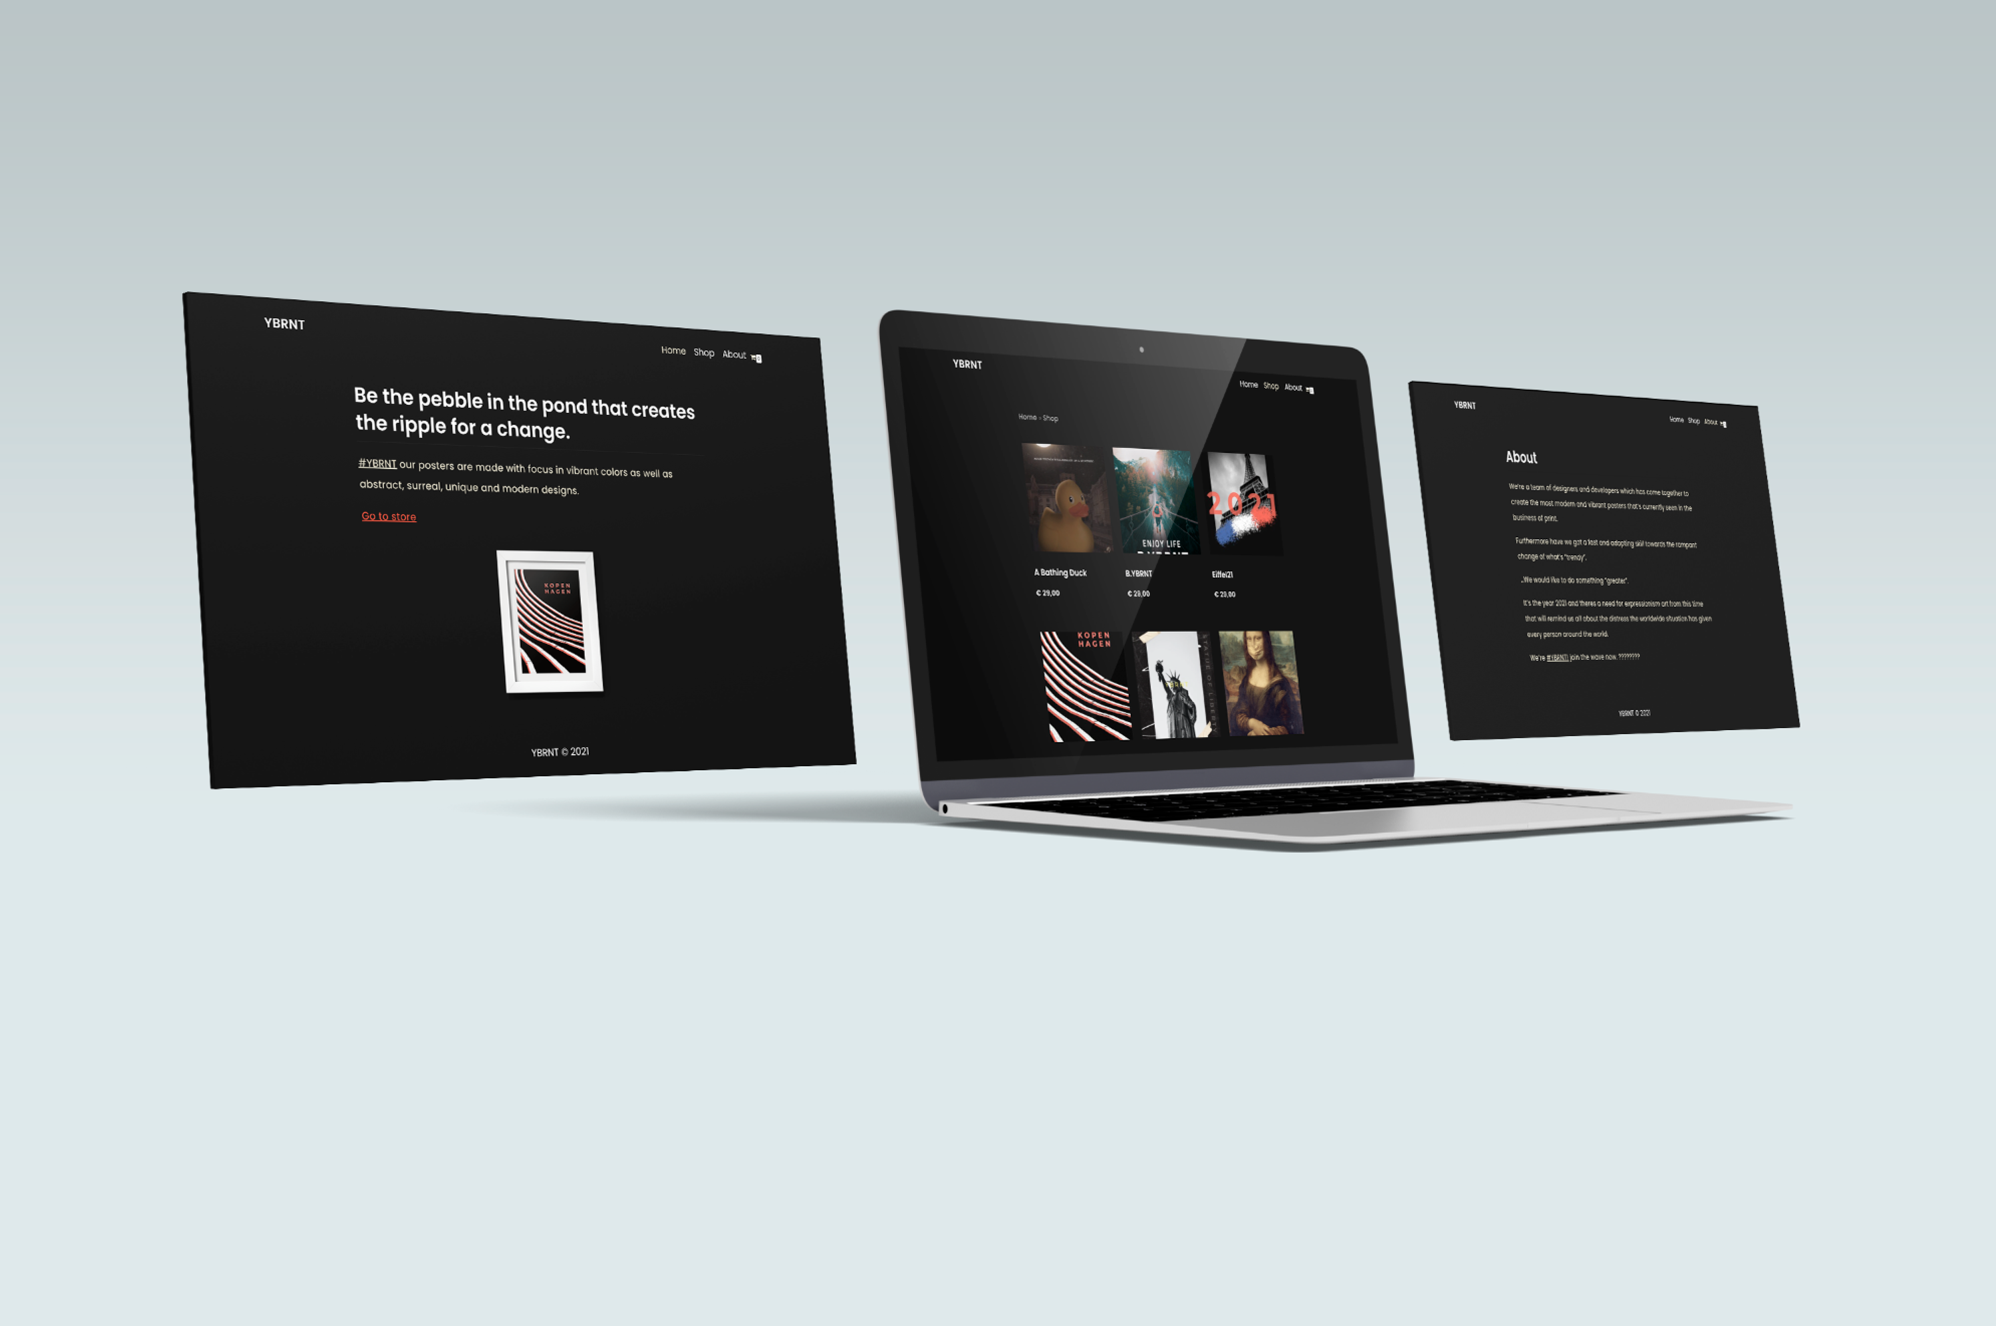 YBRNT
Home Shop About
Be the pebble in the pond that creates
the ripple for a change.
#YBRNT our posters are made with focus in vibrant colors as well as
abstract, surreal, unique and modern designs.
Go to store
KOPEN
HAGEN
YBRNT © 2021
YBRNT
Home Shop About
Home - Shop
2021
ENJOY LIFE
A Bathing Duck
B.YBRNT
Eiffel21
€ 29,00
€ 29,00
€ 29,00
KOPEN
HAGEN
STATUE OF LIBERTY
YBRNT
Home Shop About
About
We're a team of designers and developers which has come together to
create the most modern and vibrant posters that's currently seen in the
business of print.
Furthermore have we got a fast and adapting skill towards the rampant
change of what's "trendy".
..We would like to do something "greater".
It's the year 2021 and theres a need for expressionism art from this time
that will remind us all about the distress the worldwide situation has given
every person around the world.
We're #YBRNT! join the wave now. ????????
YBRNT © 2021